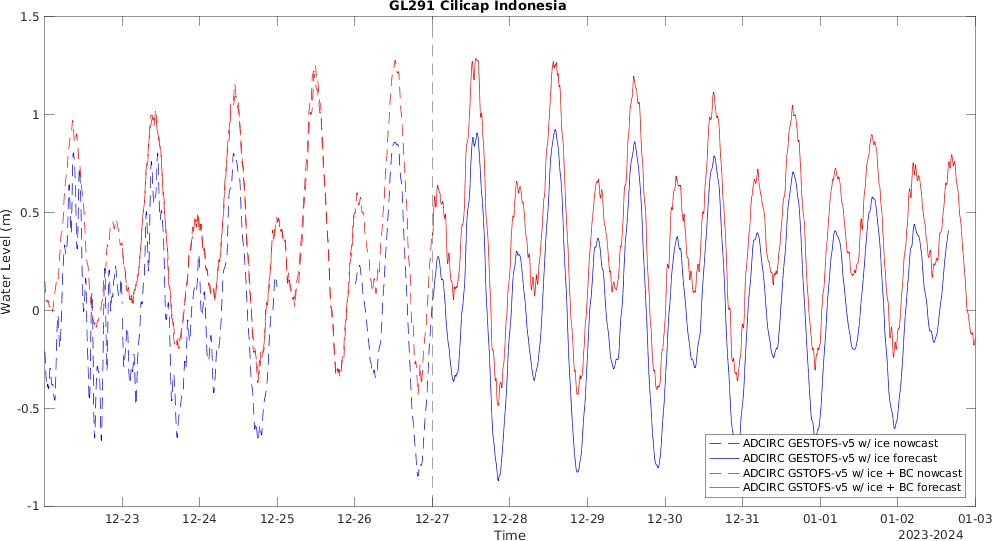 GL291 Cilicap Indonesia
1.5
1
0.5
0
-0.5
-1
Water Level (m)
ADCIRC GESTOFS-v5 w/ ice nowcast
ADCIRC GESTOFS-v5 w/ ice forecast
ADCIRC GSTOFS-v5 w/ ice + BC nowcast
ADCIRC GSTOFS-v5 w/ ice + BC forecast
12-23 12-24 12-25 12-26 12-27 12-28 12-29 12-30 12-31 01-01 01-02 01-03
Time
2023-2024